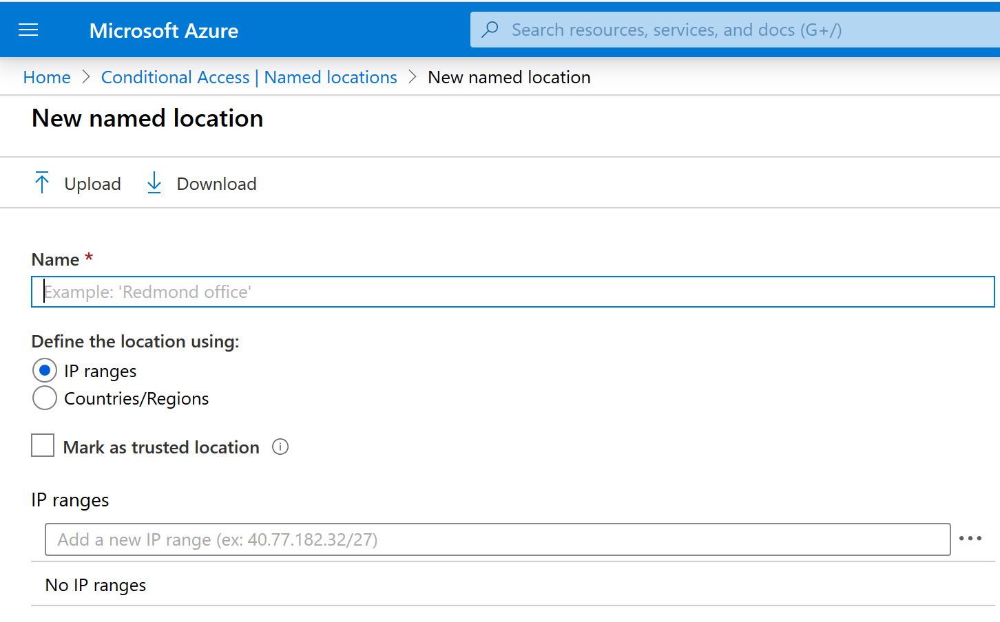 Microsoft Azure
Search resources, services, and docs (G+/)
Home > Conditional Access | Named locations > New named location
New named location
Upload Download
Name *
Example: 'Redmond office'
Define the location using:
IP ranges
Countries/Regions
Mark as trusted location
IP ranges
Add a new IP range (ex: 40.77.182.32/27)
No IP ranges